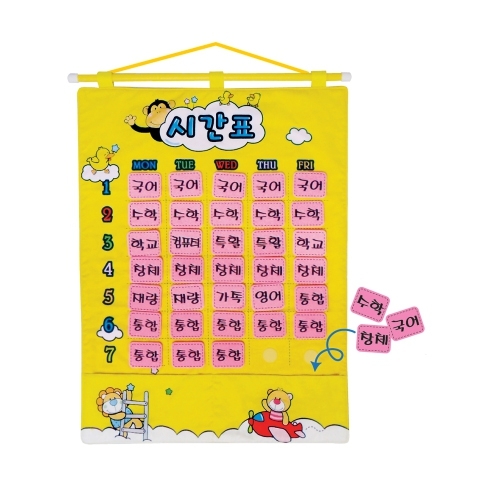 시간표
MON TUE WED THU FRI
1 국어 국어 국어 국어 국어
2 수학 수학 수학 수학 수학
3 학교 컴퓨터 특활 특활 학교
4 창체 창체 창체 창체 창체
5 재량 재량 가득 영어 통합
6 통합 통합 통합 통합 통합
7 통합 통합 통합
수학
국어
창체